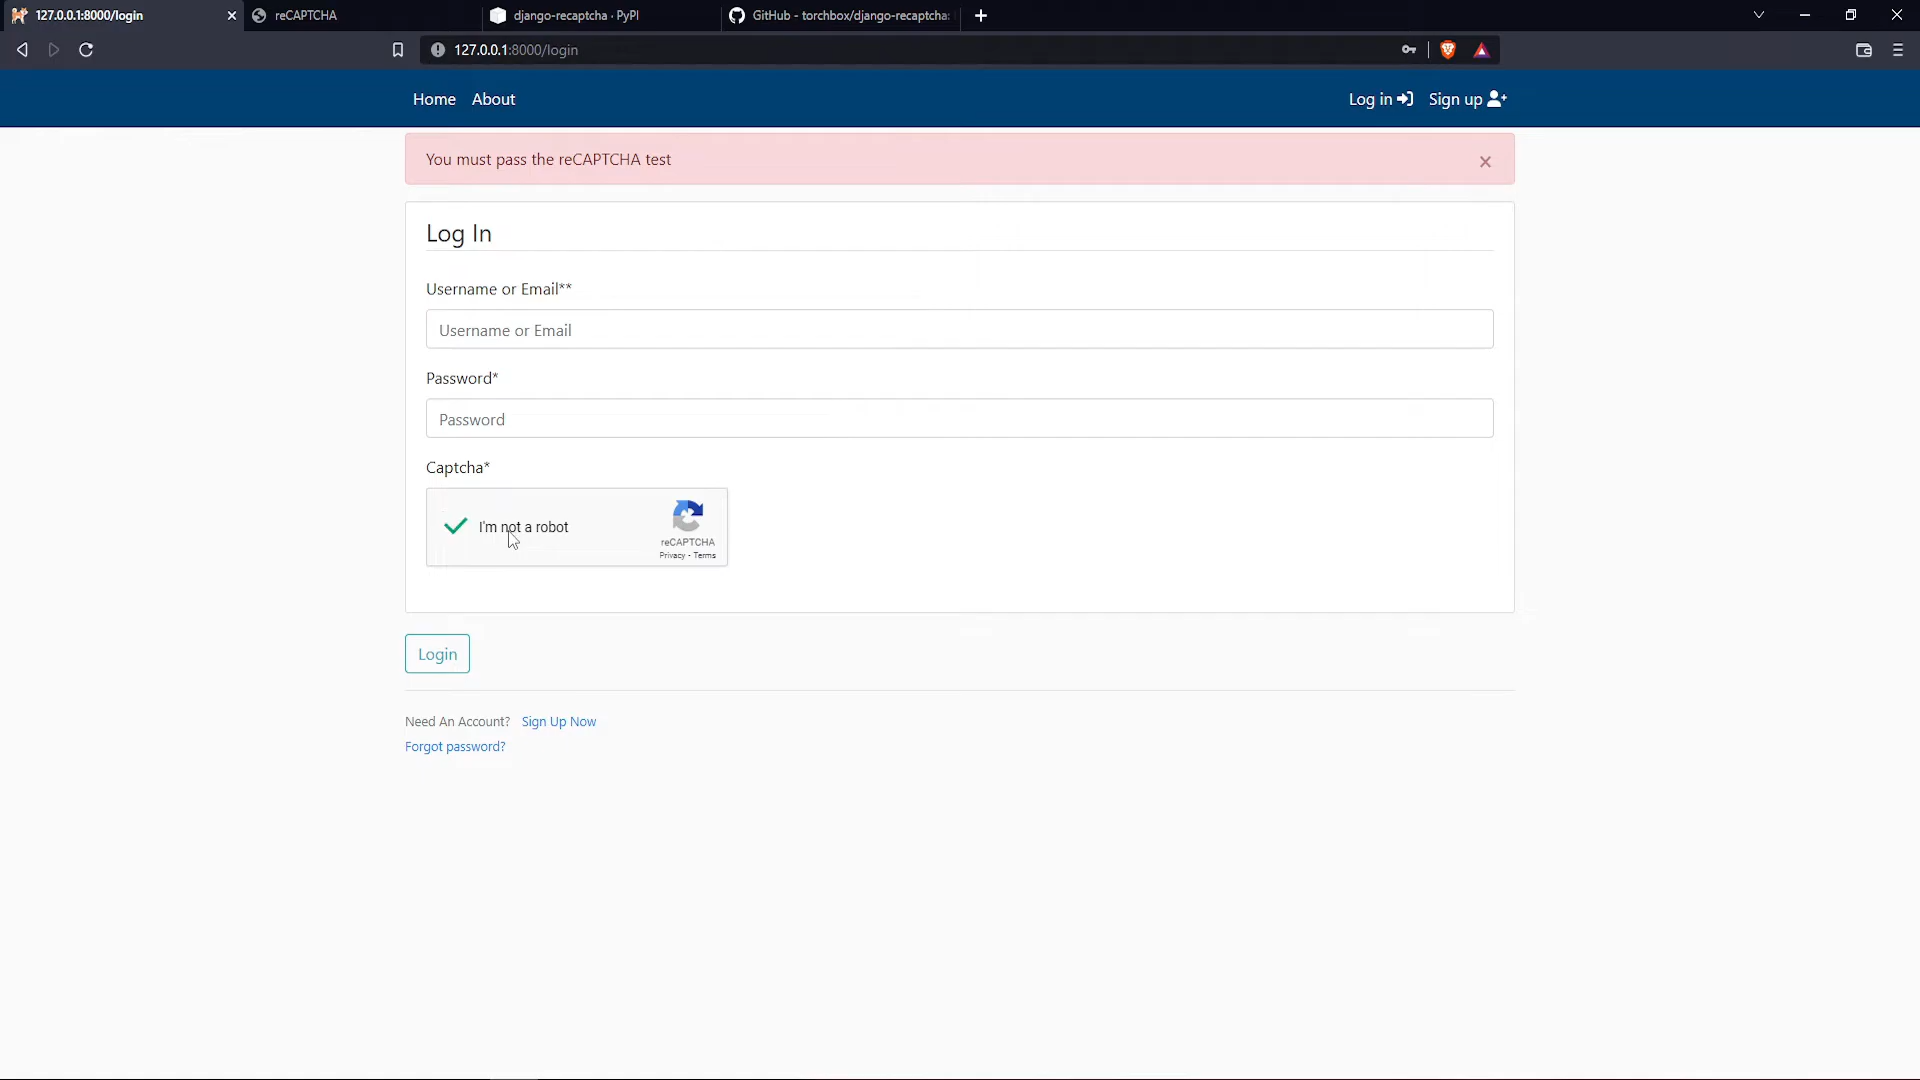 127.0.0.1:8000/login
reCAPTCHA
django-recaptcha · PyPI
GitHub - torchbox/django-recaptcha:
127.0.0.1:8000/login
Home About
Log in Sign up
You must pass the reCAPTCHA test
Log In
Username or Email**
Username or Email
Password*
Password
Captcha*
I'm not a robot
reCAPTCHA
Privacy - Terms
Login
Need An Account? Sign Up Now
Forgot password?